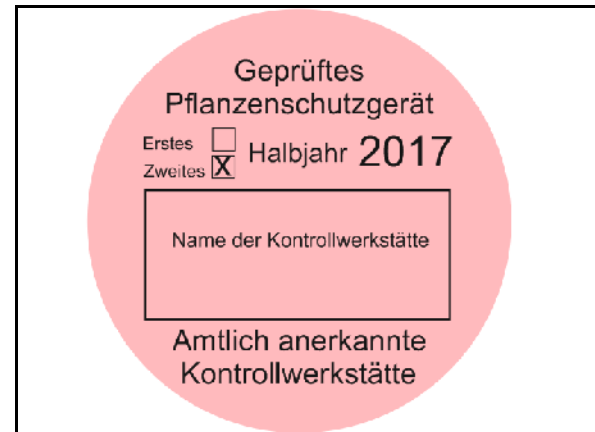 Geprüftes
Pflanzenschutzgerät
Erstes ☐ Halbjahr 2017
Zweites ☒
Name der Kontrollwerkstätte
Amtlich anerkannte
Kontrollwerkstätte